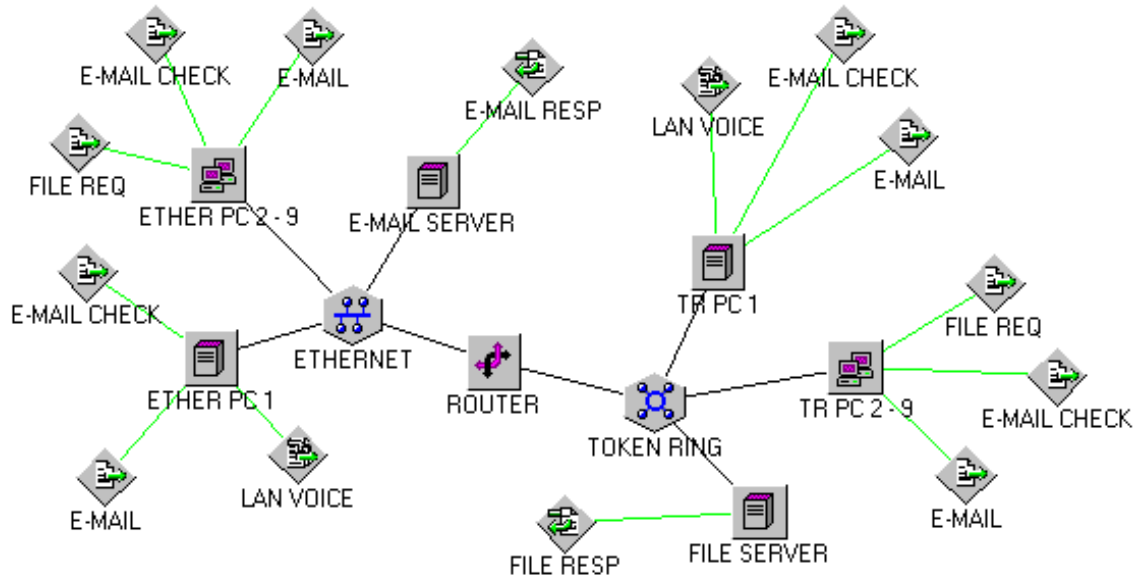 E-MAIL CHECK
E-MAIL
E-MAIL RESP
E-MAIL CHECK
LAN VOICE
E-MAIL
FILE REQ
ETHER PC 2 - 9
E-MAIL SERVER
E-MAIL CHECK
TR PC 1
FILE REQ
ETHERNET
ETHER PC 1
ROUTER
TR PC 2 - 9
E-MAIL CHECK
TOKEN RING
LAN VOICE
E-MAIL
E-MAIL
FILE RESP
FILE SERVER